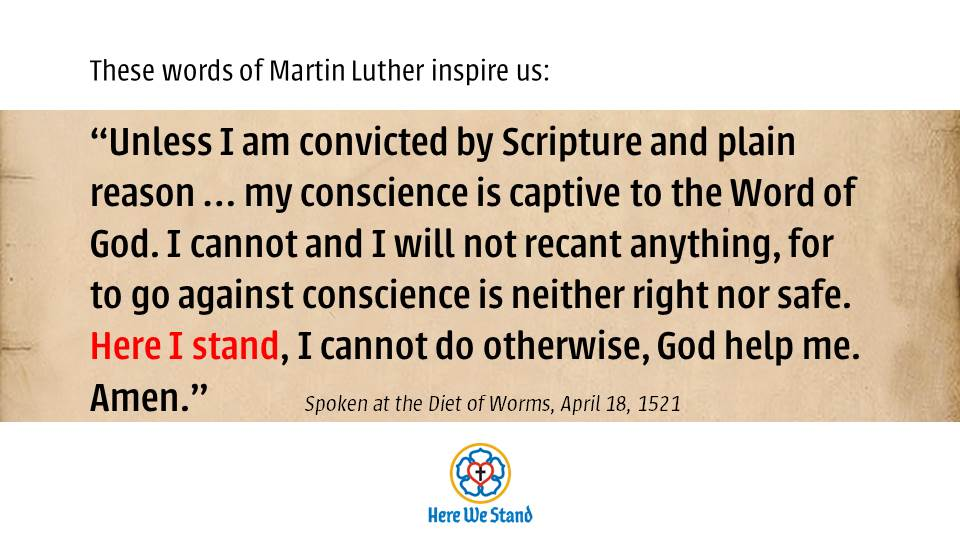 These words of Martin Luther inspire us:
“Unless I am convicted by Scripture and plain
reason ... my conscience is captive to the Word of
God. I cannot and I will not recant anything, for
to go against conscience is neither right nor safe.
Here I stand, I cannot do otherwise, God help me.
Amen.” Spoken at the Diet of Worms, April 18, 1521
Here We Stand